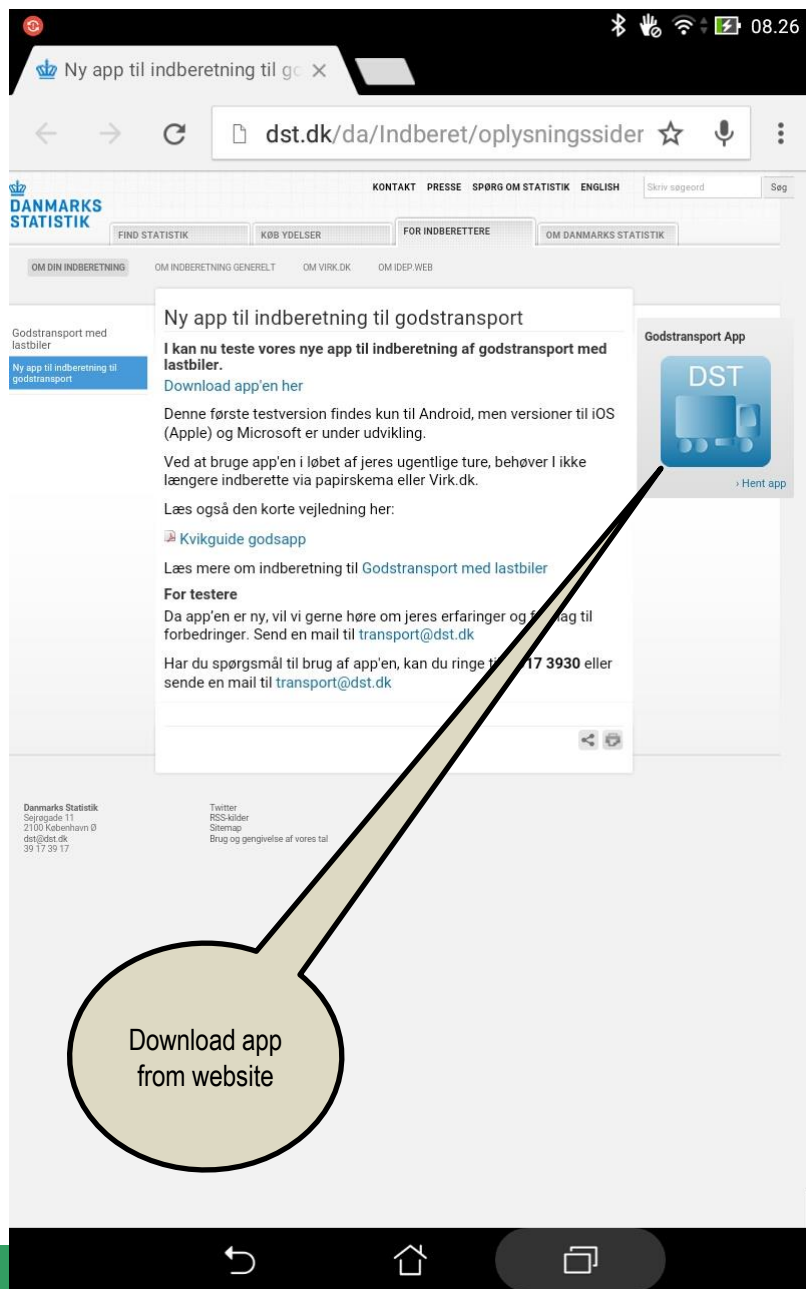 08.26
Ny app til indberetning til go
dst.dk/da/Indberet/oplysningssider
KONTAKT PRESSE SPØRG OM STATISTIK ENGLISH
Skriv søgeord
Søg
DANMARKS
STATISTIK
FIND STATISTIK
KØB YDELSER
FOR INDBERETTERE
OM DANMARKS STATISTIK
OM DIN INDBERETNING
OM INDBERETNING GENERELT
OM VIRK.DK
OM IDEP.WEB
Godstransport med
lastbiler
Ny app til indberetning til
godstransport
Ny app til indberetning til godstransport
I kan nu teste vores nye app til indberetning af godstransport med
lastbiler.
Download app'en her
Denne første testversion findes kun til Android, men versioner til iOS
(Apple) og Microsoft er under udvikling.
Ved at bruge app'en i løbet af jeres ugentlige ture, behøver I ikke
længere indberette via papirskema eller Virk.dk.
Læs også den korte vejledning her:
Kvikguide godsapp
Læs mere om indberetning til Godstransport med lastbiler
For testere
Da app'en er ny, vil vi gerne høre om jeres erfaringer og til
forbedringer. Send en mail til transport@dst.dk
Har du spørgsmål til brug af app'en, kan du ringe 17 3930 eller
sende en mail til transport@dst.dk
Godstransport App
DST
› Hent app
Danmarks Statistik
Sejrøgade 11
2100 København Ø
dst@dst.dk
39 17 39 17
Twitter
RSS-kilder
Sitemap
Brug og gengivelse af vores tal
Download app
from website